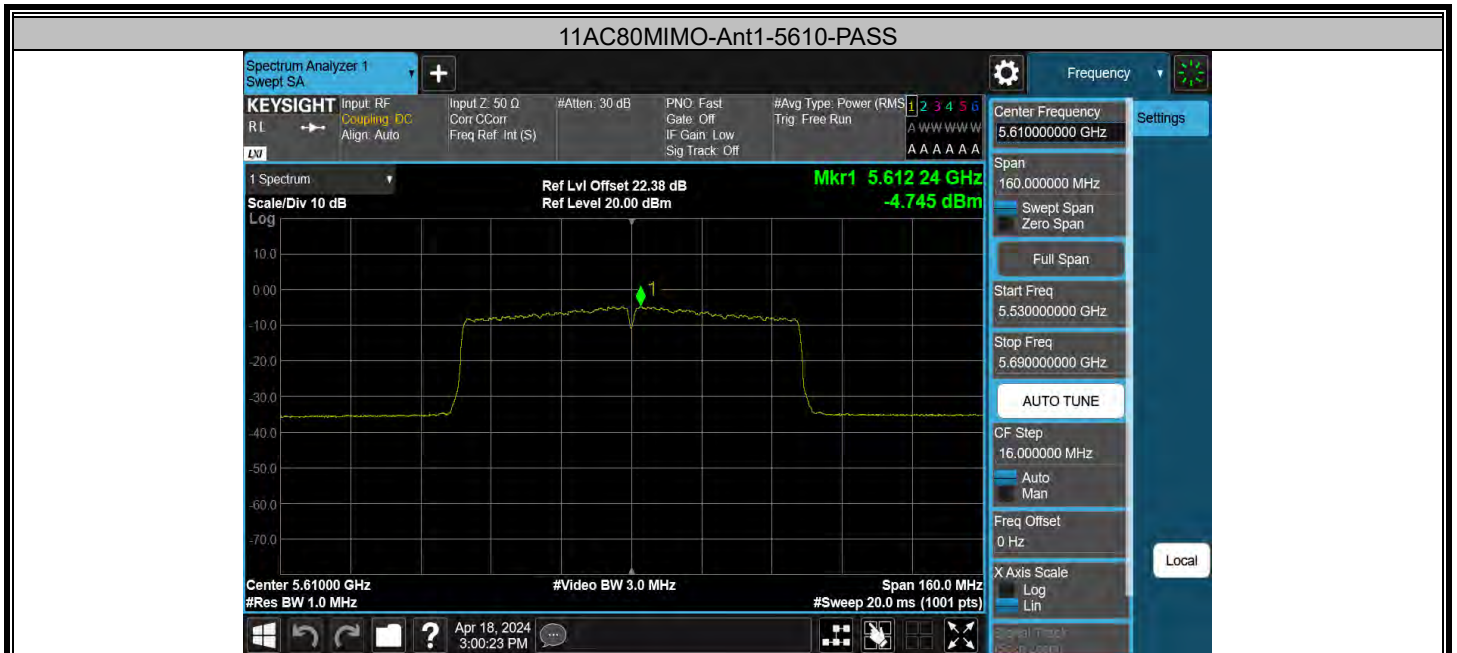 11AC80MIMO-Ant1-5610-PASS
Spectrum Analyzer 1
Swept SA
+
Frequency
KEYSIGHT
RL
LXI
Input: RF
Coupling: DC
Align: Auto
Input Z: 50 Ω
Corr CCorr
Freq Ref: Int (S)
#Atten: 30 dB
PNO: Fast
Gate: Off
IF Gain: Low
Sig Track: Off
#Avg Type: Power (RMS
Trig: Free Run
1 2 3 4 5 6
A WW WW W
A A A A A A
1 Spectrum
Scale/Div 10 dB
Log
Ref Lvl Offset 22.38 dB
Ref Level 20.00 dBm
Mkr1 5.612 24 GHz
-4.745 dBm
10.0
0.00
-10.0
-20.0
-30.0
-40.0
-50.0
-60.0
-70.0
1
Center 5.61000 GHz
#Res BW 1.0 MHz
#Video BW 3.0 MHz
Span 160.0 MHz
#Sweep 20.0 ms (1001 pts)
Center Frequency
5.610000000 GHz
Span
160.000000 MHz
Swept Span
Zero Span
Full Span
Start Freq
5.530000000 GHz
Stop Freq
5.690000000 GHz
AUTO TUNE
CF Step
16.000000 MHz
Auto
Man
Freq Offset
0 Hz
X Axis Scale
Log
Lin
Signal Track
Settings
Local
?
Apr 18, 2024
3:00:23 PM